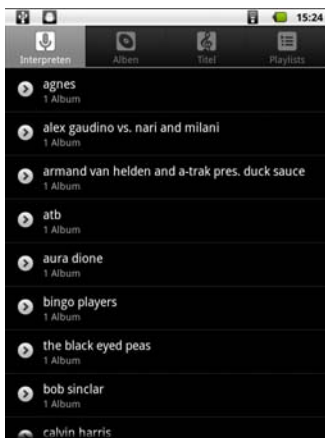 15:24
Interpreten Alben Titel Playlists
agnes
1 Album
alex gaudino vs. nari and milani
1 Album
armand van helden and a-trak pres. duck sauce
1 Album
atb
1 Album
aura dione
1 Album
bingo players
1 Album
the black eyed peas
1 Album
bob sinclar
1 Album
calvin harris